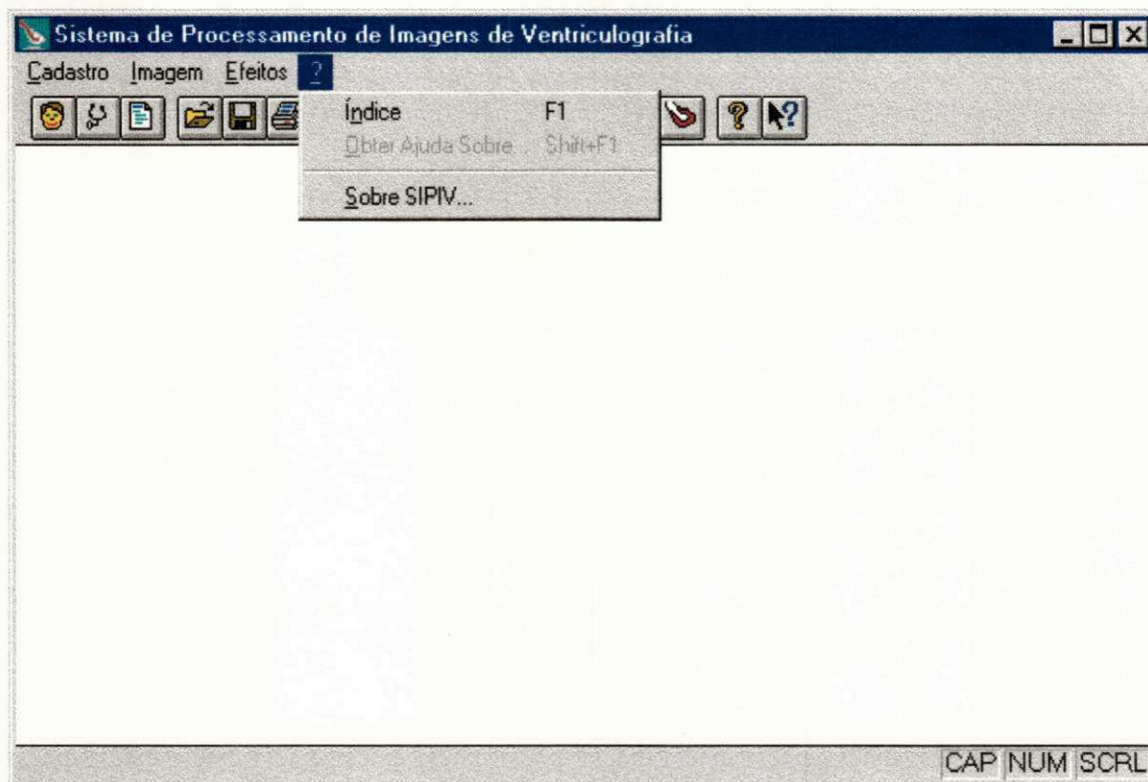 Sistema de Processamento de Imagens de Ventriculografia
Cadastro Imagem Efeitos ?
Índice F1
Obter Ajuda Sobre... Shift+F1
Sobre SIPIV...
CAP NUM SCRL